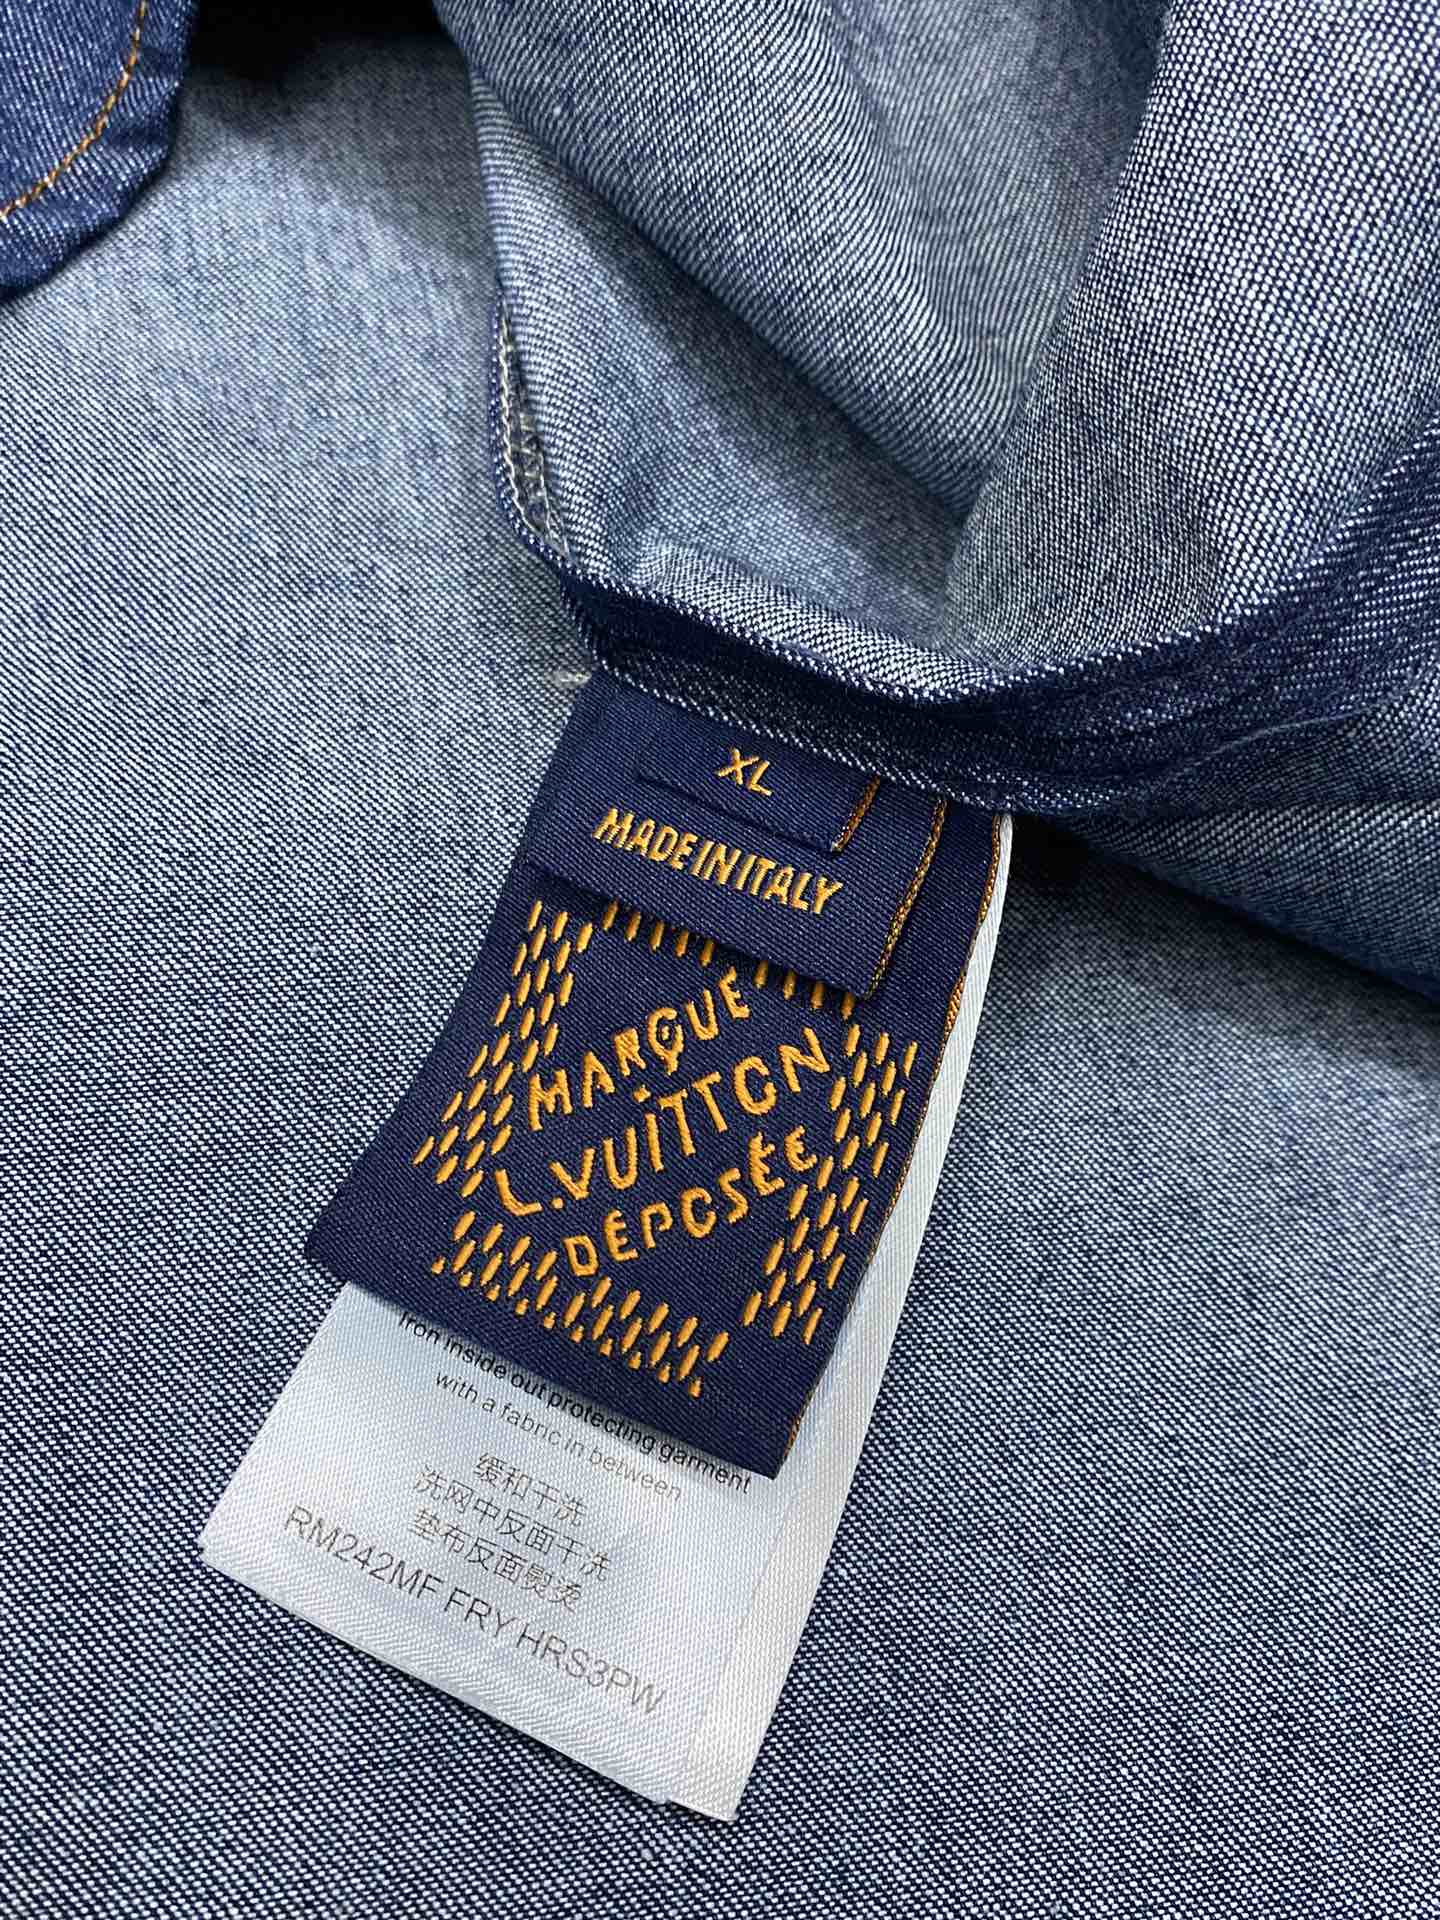 XL
MADE IN ITALY
MARQUE
L.VUITTON
DÉPOSÉE
Iron inside out protecting garment
with a fabric in between
缓和干洗
洗网中反面干洗
垫布反面熨烫
RM242MF FRY HRS3PW